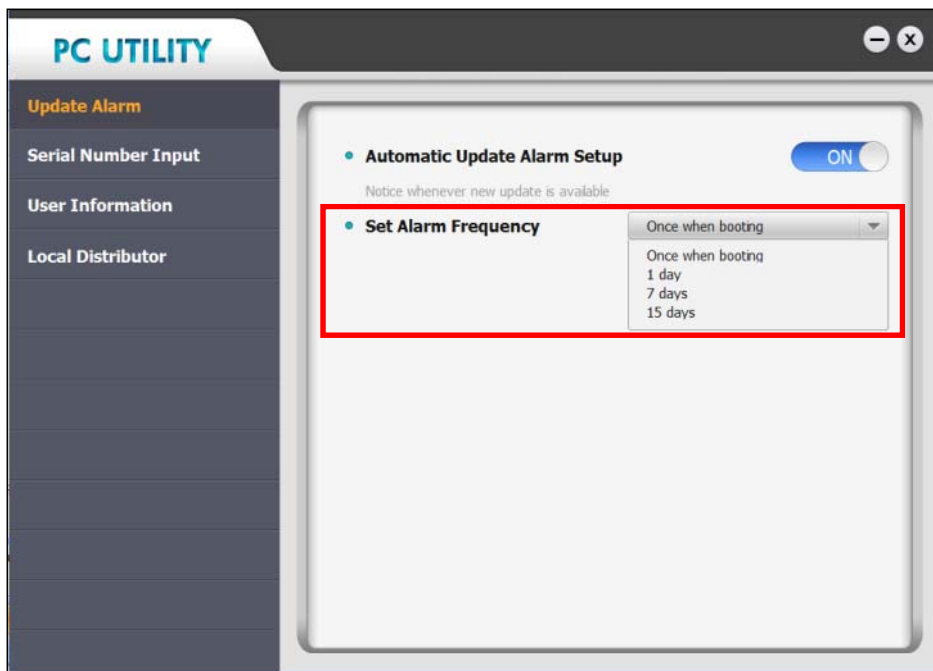 PC UTILITY
Update Alarm
Serial Number Input
User Information
Local Distributor
Automatic Update Alarm Setup
ON
Notice whenever new update is available
Set Alarm Frequency
Once when booting
Once when booting
1 day
7 days
15 days